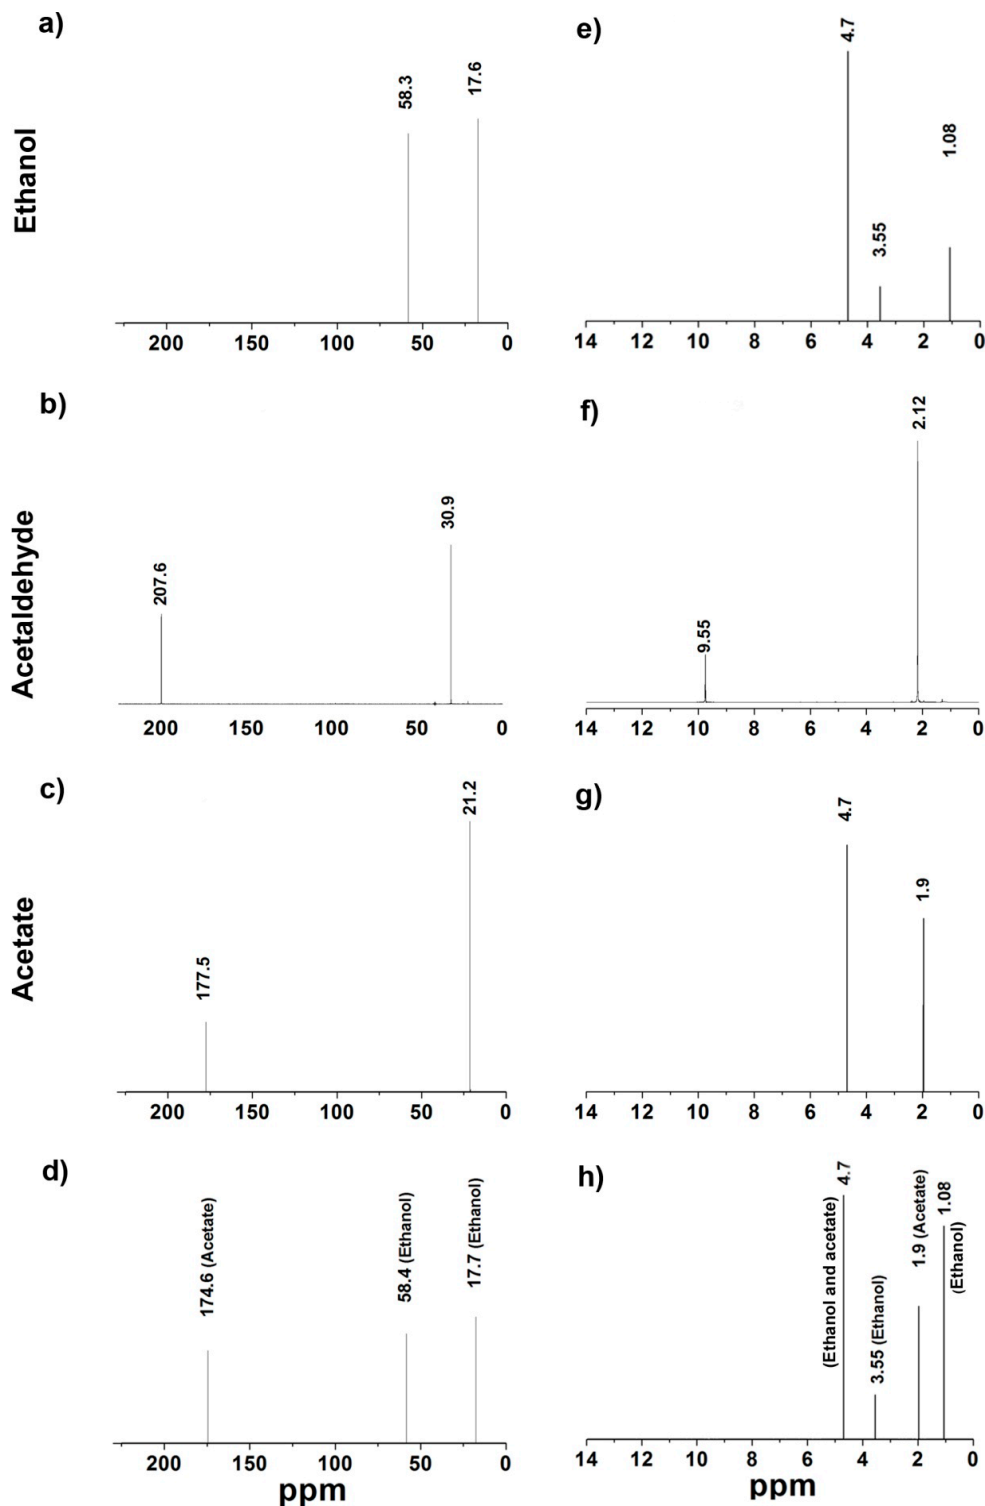 a)
Ethanol
58.3
17.6
200 150 100 50 0
e)
4.7
3.55
1.08
14 12 10 8 6 4 2 0
b)
Acetaldehyde
207.6
30.9
200 150 100 50 0
f)
9.55
2.12
14 12 10 8 6 4 2 0
c)
Acetate
177.5
21.2
200 150 100 50 0
g)
4.7
1.9
14 12 10 8 6 4 2 0
d)
174.6 (Acetate)
58.4 (Ethanol)
17.7 (Ethanol)
200 150 100 50 0
ppm
h)
(Ethanol and acetate)
4.7
3.55 (Ethanol)
1.9 (Acetate)
1.08
(Ethanol)
14 12 10 8 6 4 2 0
ppm